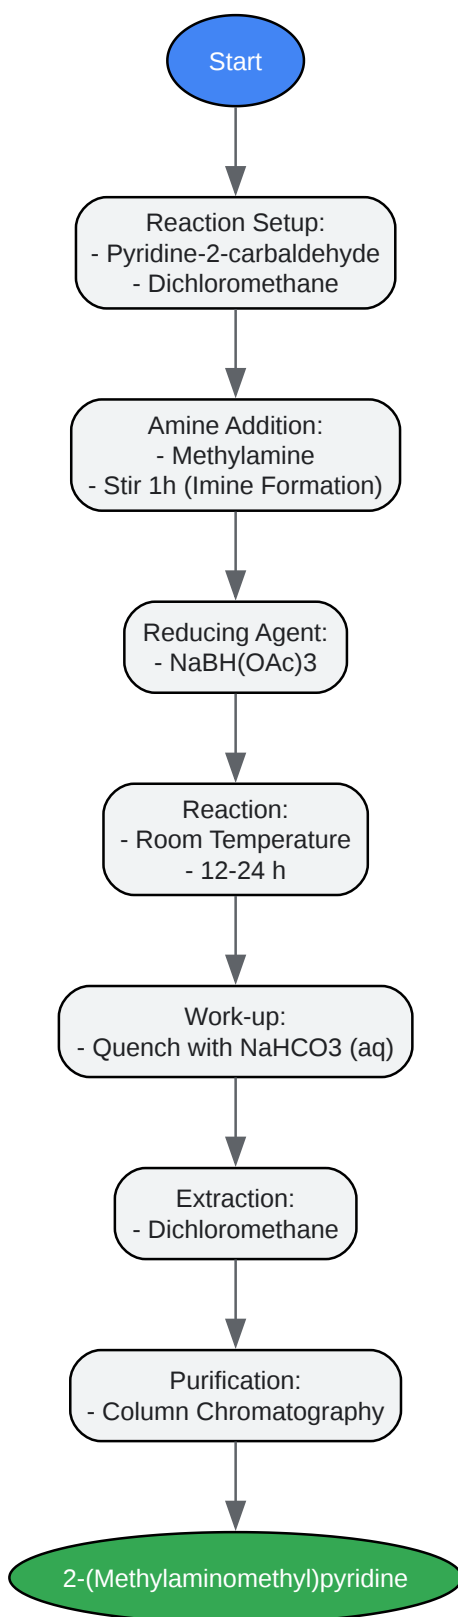 Start
Reaction Setup:
- Pyridine-2-carbaldehyde
- Dichloromethane
Amine Addition:
- Methylamine
- Stir 1h (Imine Formation)
Reducing Agent:
- NaBH(OAc)3
Reaction:
- Room Temperature
- 12-24 h
Work-up:
- Quench with NaHCO3 (aq)
Extraction:
- Dichloromethane
Purification:
- Column Chromatography
2-(Methylaminomethyl)pyridine